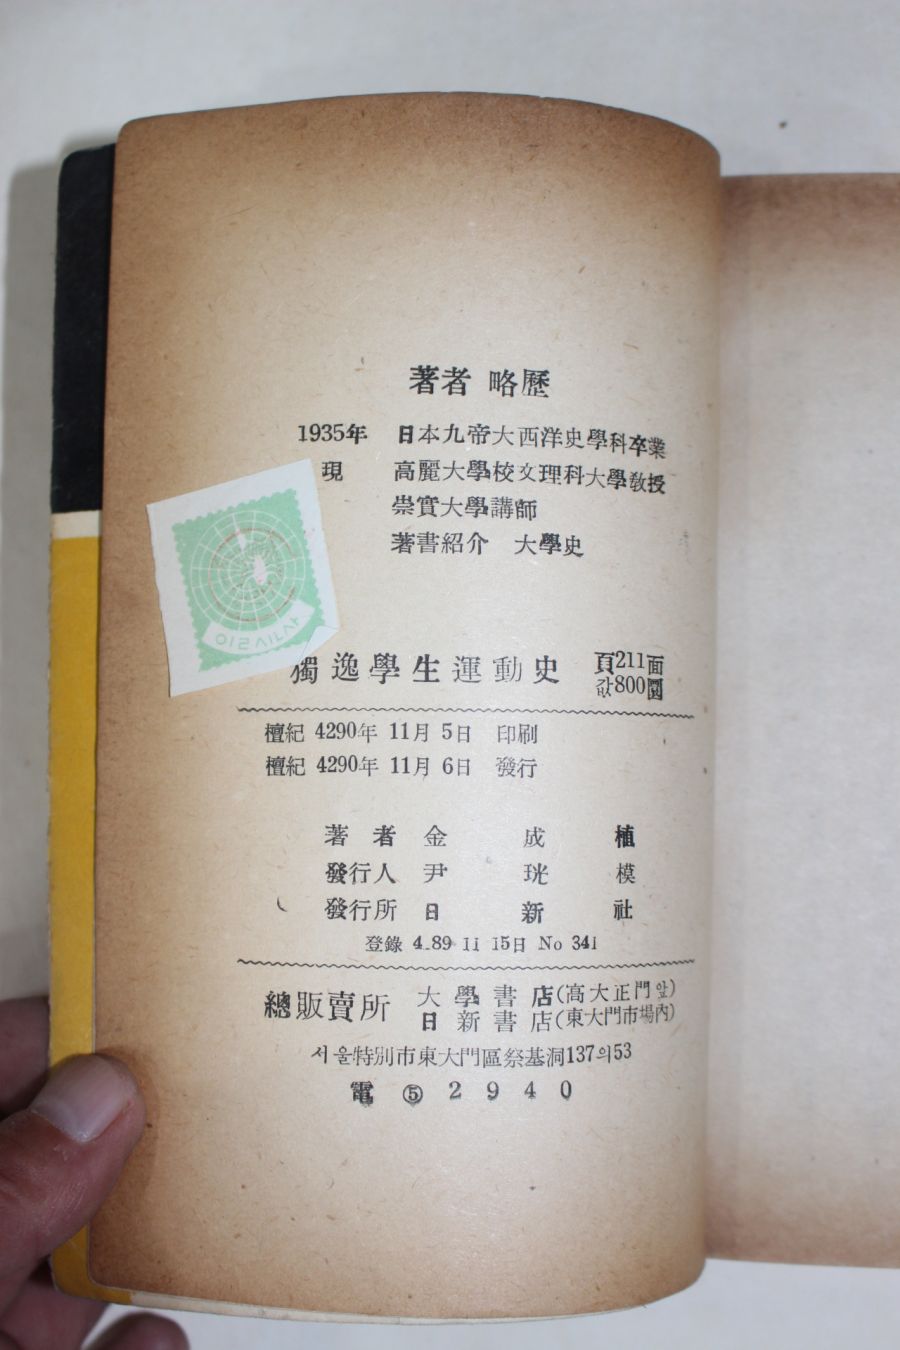 著者 略歷
1935年 日本九帝大西洋史學科卒業
現 高麗大學校文理科大學敎授
崇實大學講師
著書紹介 大學史
獨逸學生運動史 頁211面
값800圜
檀紀 4290年 11月 5日 印刷
檀紀 4290年 11月 6日 發行
著者 金成植
發行人 尹珖模
發行所 日新社
登錄 4.89 11 15日 No 341
總販賣所 大學書店(高大正門앞)
日新書店(東大門市場內)
서울特別市東大門區祭基洞137의53
電 ⑤ 2940